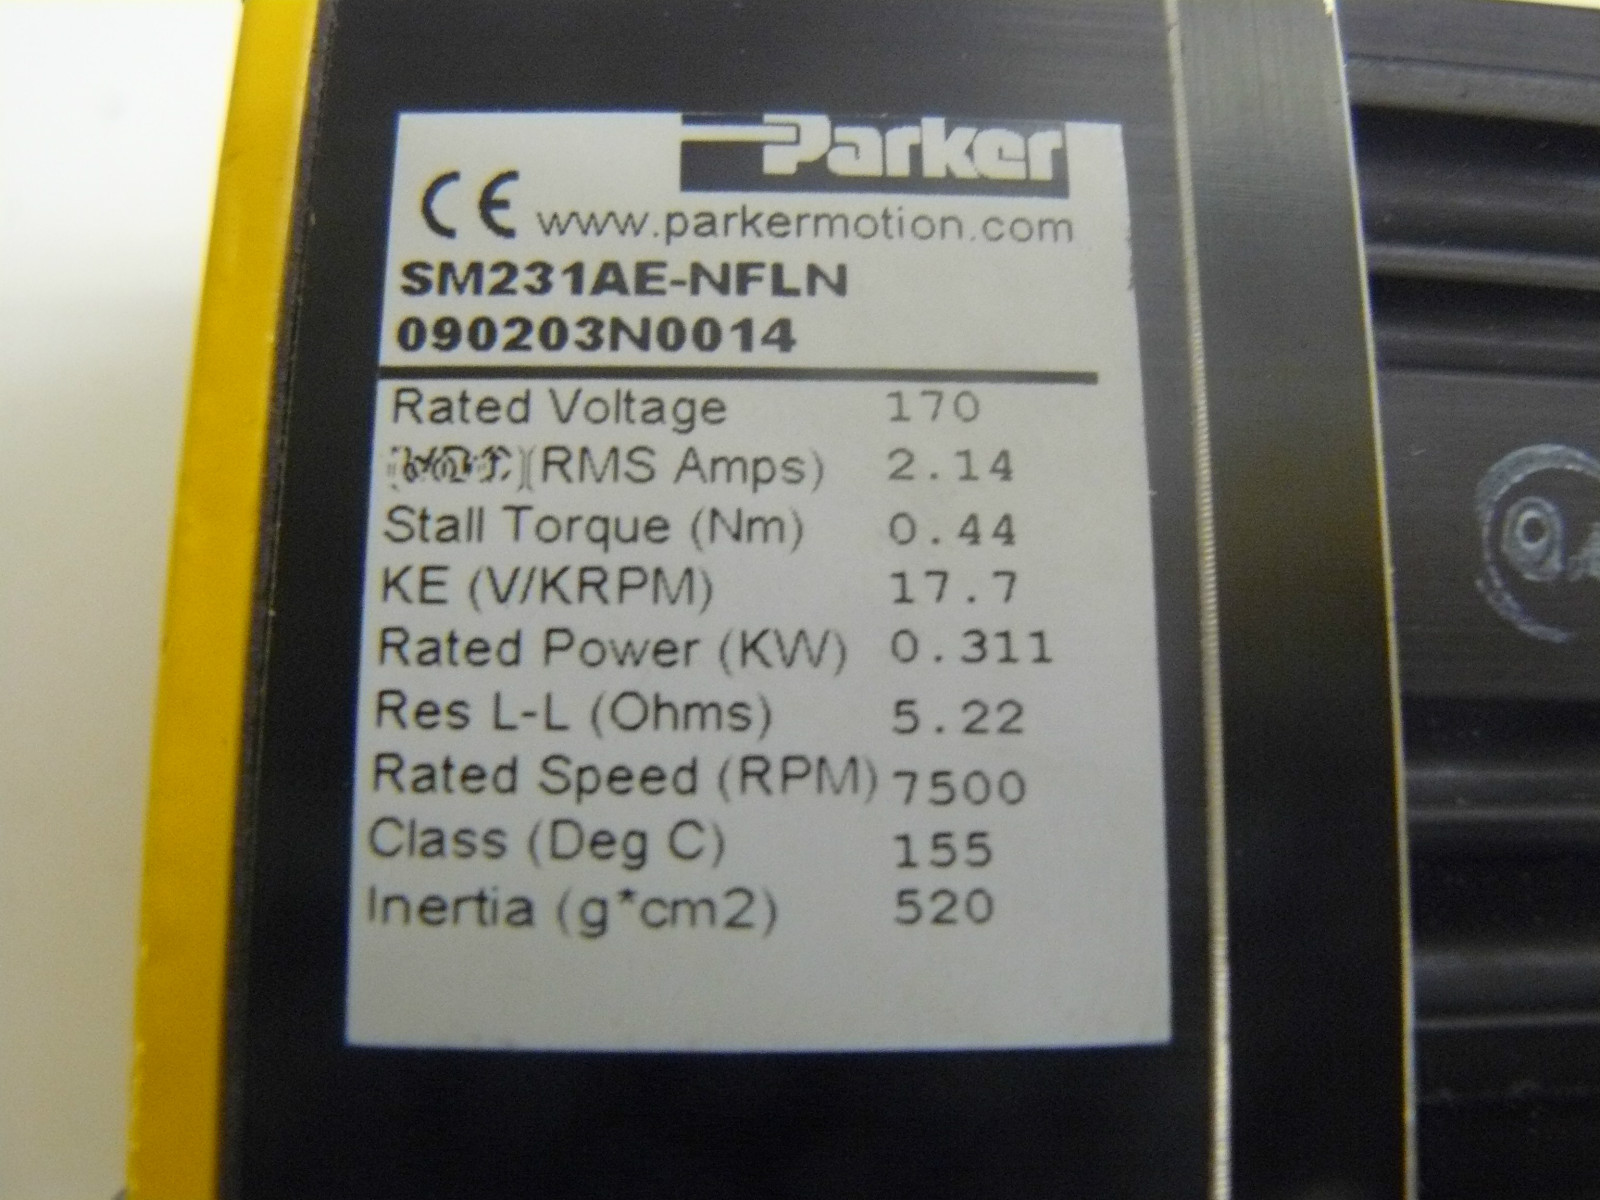 Parker
CE www.parkermotion.com
SM231AE-NFLN
090203N0014
Rated Voltage 170
(RMS Amps) 2.14
Stall Torque (Nm) 0.44
KE (V/KRPM) 17.7
Rated Power (KW) 0.311
Res L-L (Ohms) 5.22
Rated Speed (RPM) 7500
Class (Deg C) 155
Inertia (g*cm2) 520